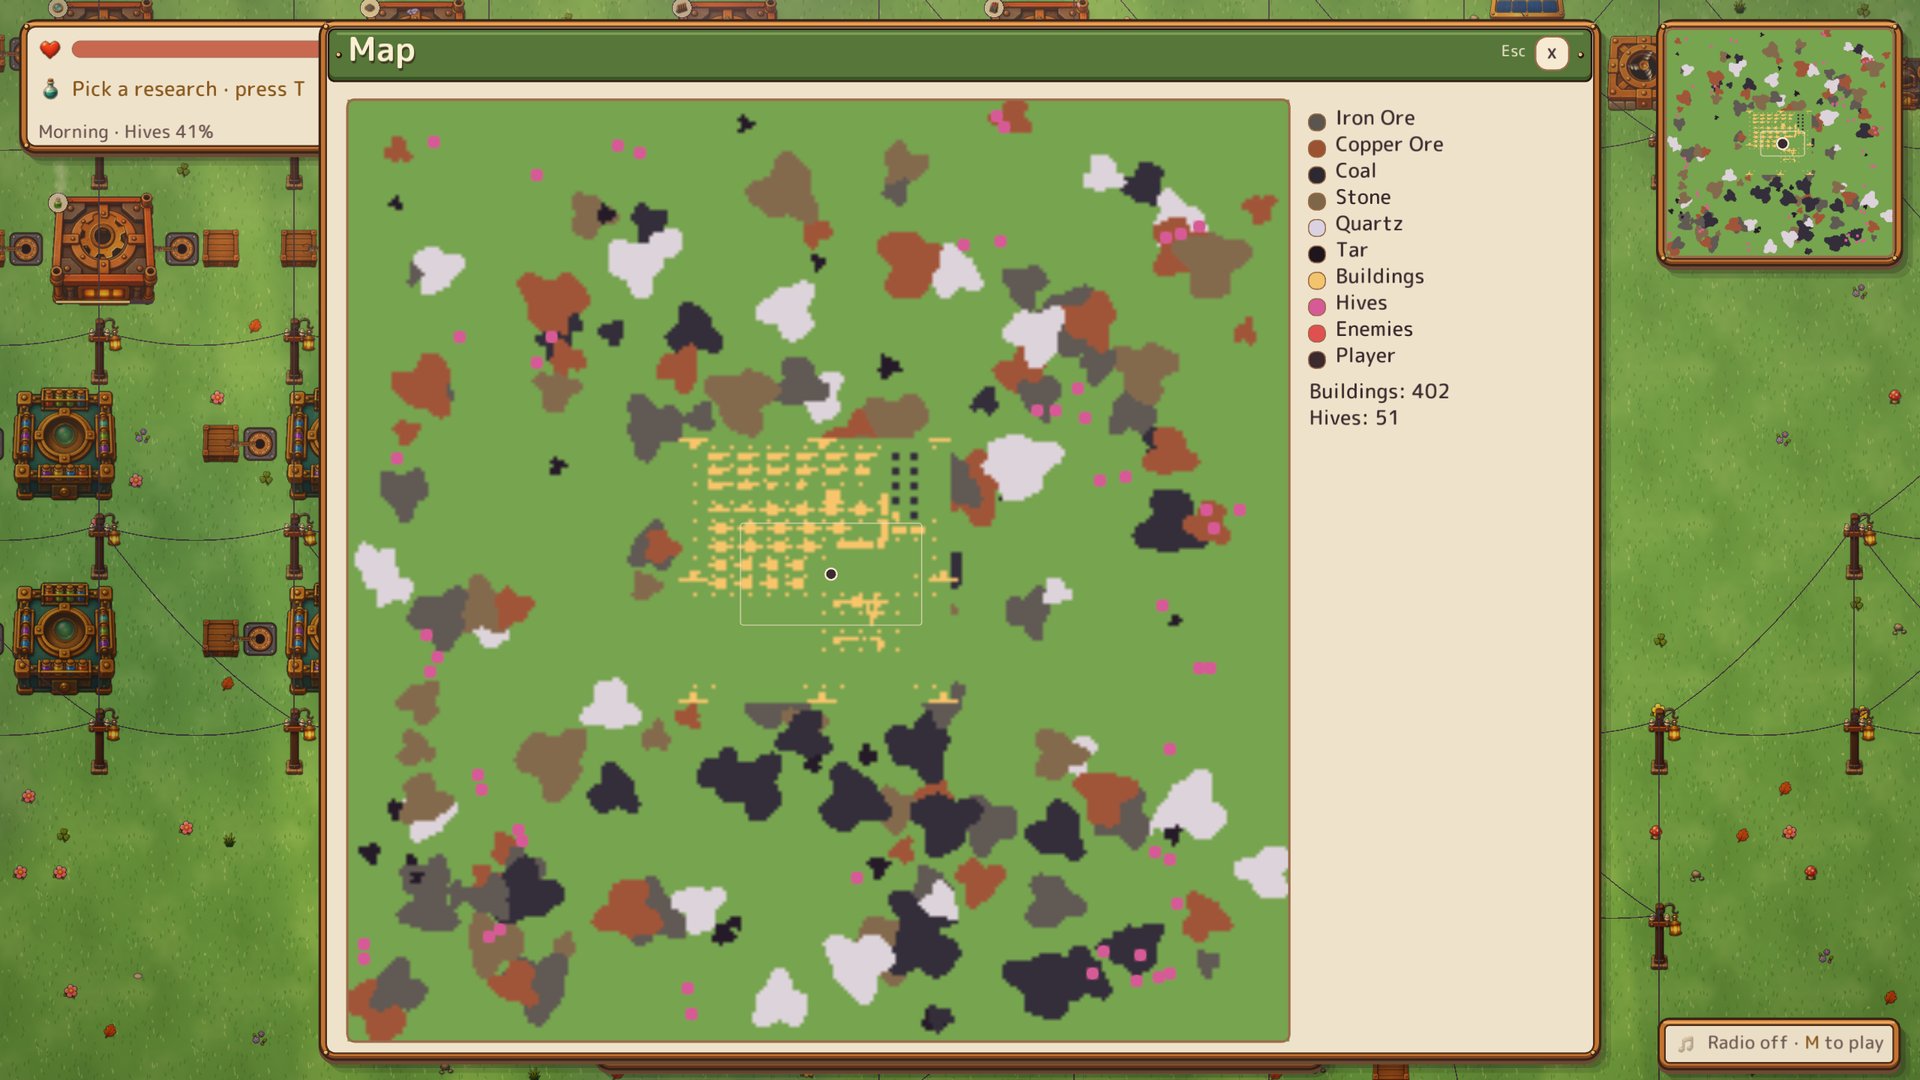 Pick a research · press T
Morning · Hives 41%
Map
Esc
X
Iron Ore
Copper Ore
Coal
Stone
Quartz
Tar
Buildings
Hives
Enemies
Player
Buildings: 402
Hives: 51
Radio off · M to play